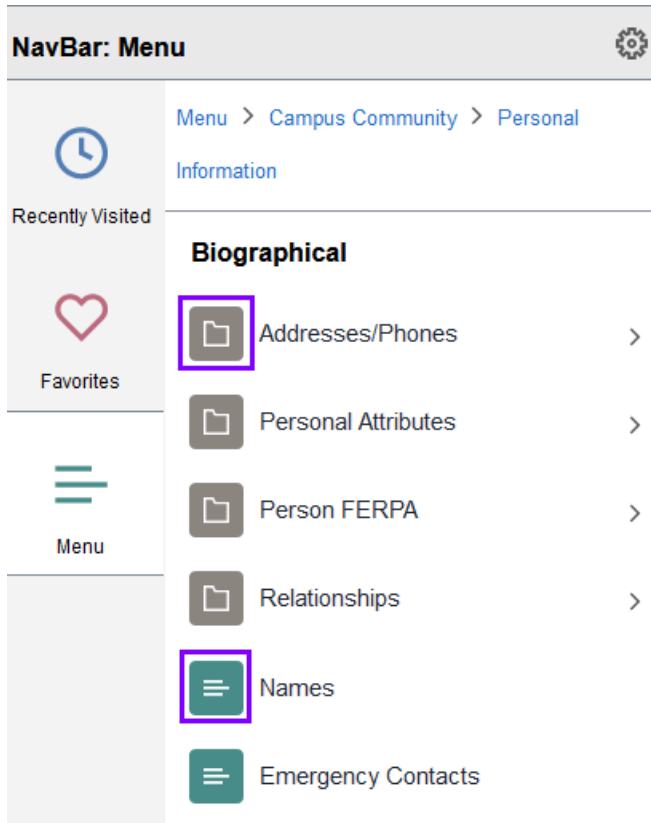 NavBar: Menu
Menu > Campus Community > Personal
Information
Recently Visited
Favorites
Menu
Biographical
Addresses/Phones
Personal Attributes
Person FERPA
Relationships
Names
Emergency Contacts